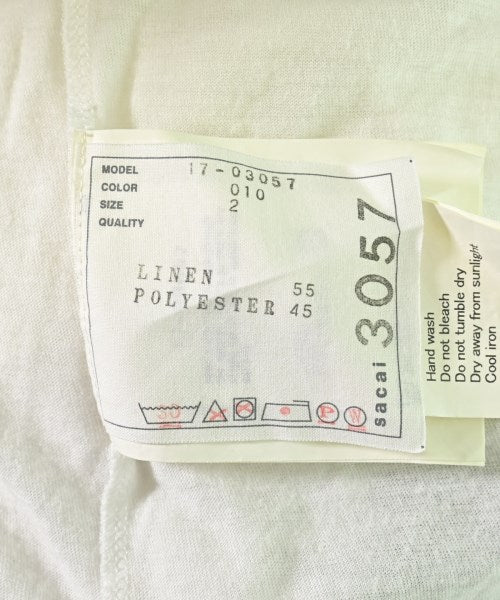 MODEL 17-03057
COLOR 010
SIZE 2
QUALITY
LINEN 55
POLYESTER 45
30
P
W
sacai 3057
Hand wash
Do not bleach
Do not tumble dry
Dry away from sunlight
Cool iron